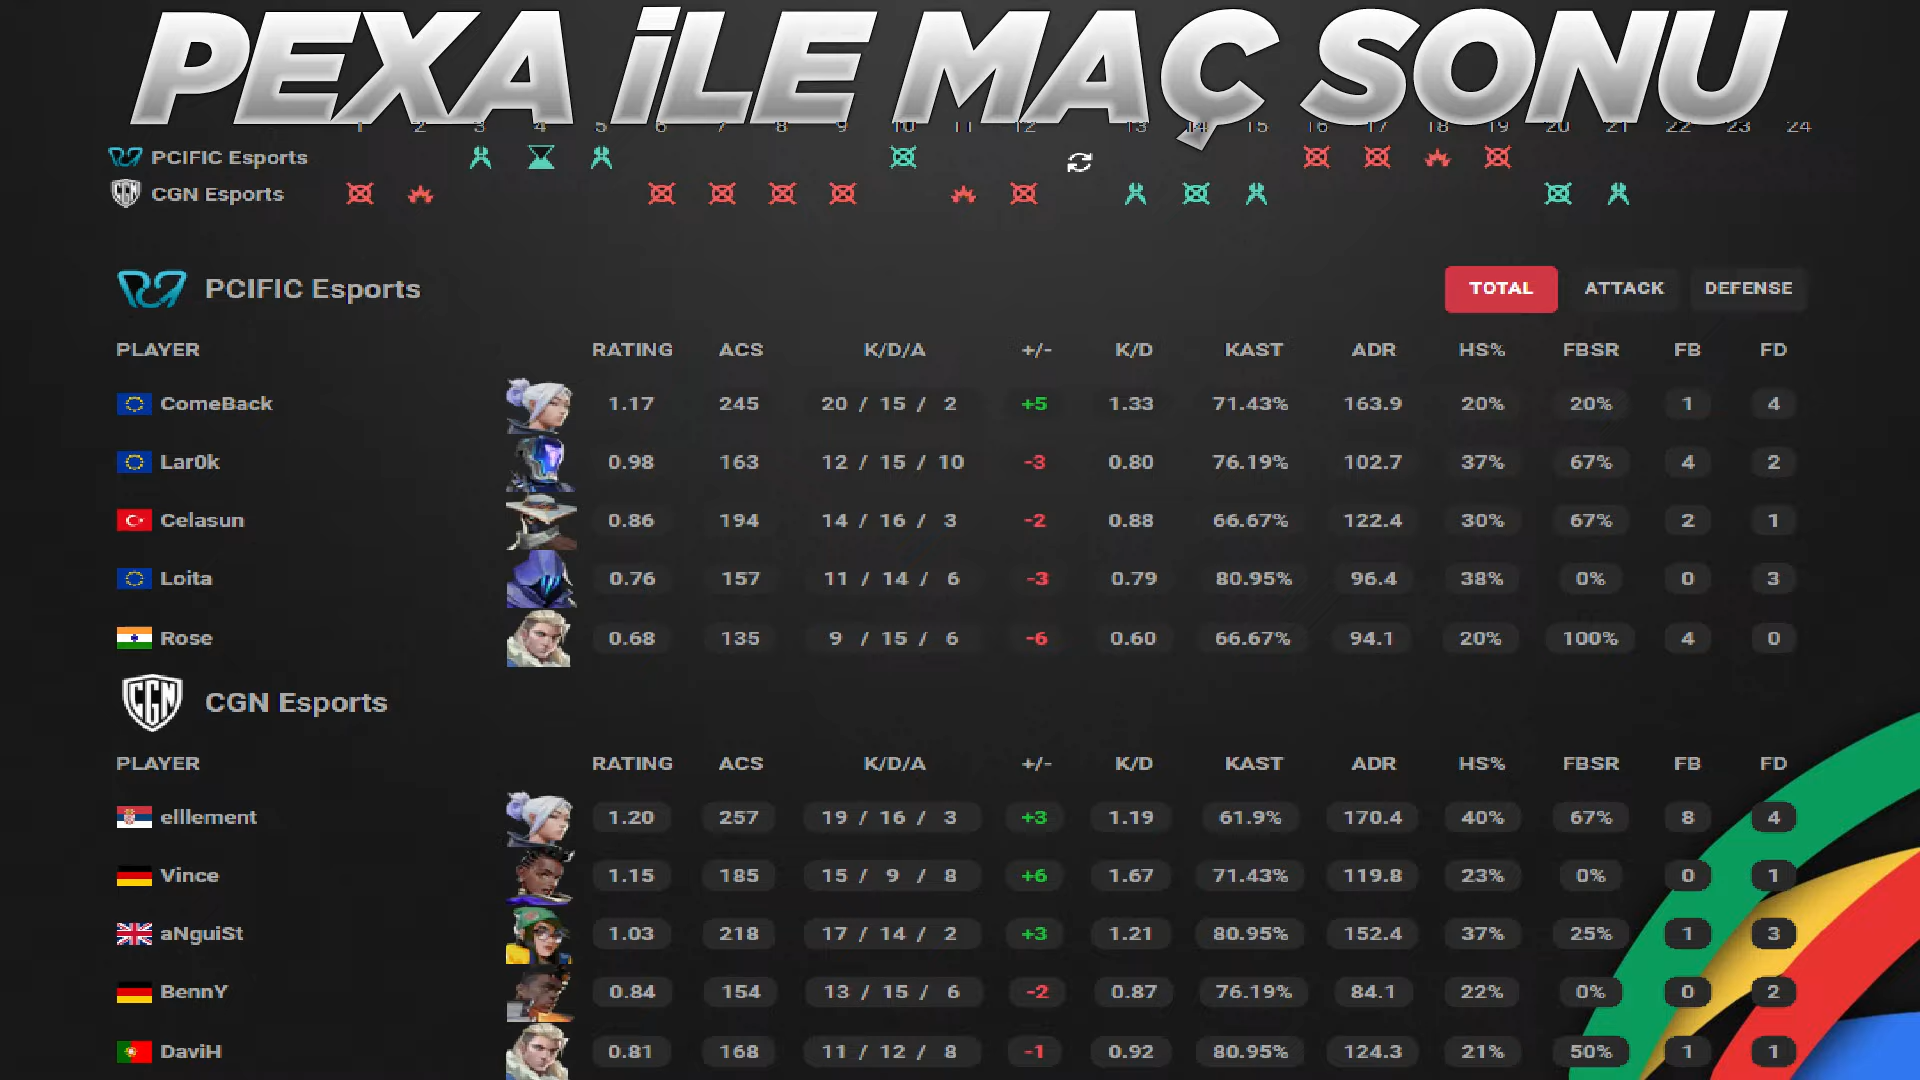 PEXA iLE MAÇ SONU
1 2 3 4 5 6 7 8 9 10 11 12 13 14 15 16 17 18 19 20 21 22 23 24
PCIFIC Esports
CGN CGN Esports
PCIFIC Esports TOTAL ATTACK DEFENSE
PLAYER RATING ACS K/D/A +/- K/D KAST ADR HS% FBSR FB FD
ComeBack 1.17 245 20 / 15 / 2 +5 1.33 71.43% 163.9 20% 20% 1 4
Lar0k 0.98 163 12 / 15 / 10 -3 0.80 76.19% 102.7 37% 67% 4 2
Celasun 0.86 194 14 / 16 / 3 -2 0.88 66.67% 122.4 30% 67% 2 1
Loita 0.76 157 11 / 14 / 6 -3 0.79 80.95% 96.4 38% 0% 0 3
Rose 0.68 135 9 / 15 / 6 -6 0.60 66.67% 94.1 20% 100% 4 0
CGN CGN Esports
PLAYER RATING ACS K/D/A +/- K/D KAST ADR HS% FBSR FB FD
elllement 1.20 257 19 / 16 / 3 +3 1.19 61.9% 170.4 40% 67% 8 4
Vince 1.15 185 15 / 9 / 8 +6 1.67 71.43% 119.8 23% 0% 0 1
aNguiSt 1.03 218 17 / 14 / 2 +3 1.21 80.95% 152.4 37% 25% 1 3
BennY 0.84 154 13 / 15 / 6 -2 0.87 76.19% 84.1 22% 0% 0 2
DaviH 0.81 168 11 / 12 / 8 -1 0.92 80.95% 124.3 21% 50% 1 1